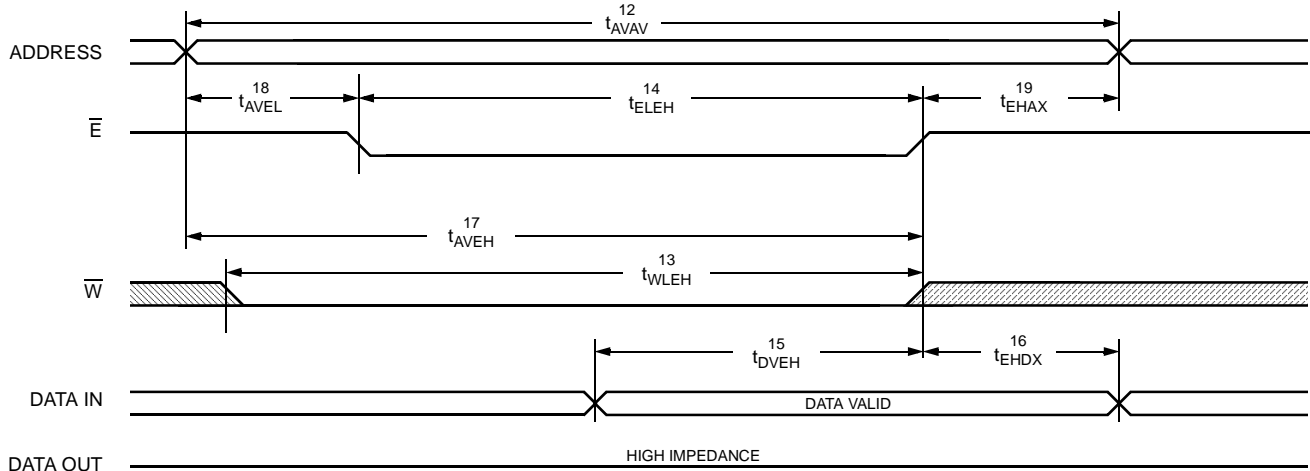 12
tAVAV
ADDRESS
18
tAVEL
14
tELEH
19
tEHAX
E̅
17
tAVEH
13
tWLEH
W̅
15
tDVEH
16
tEHDX
DATA IN
DATA VALID
DATA OUT
HIGH IMPEDANCE